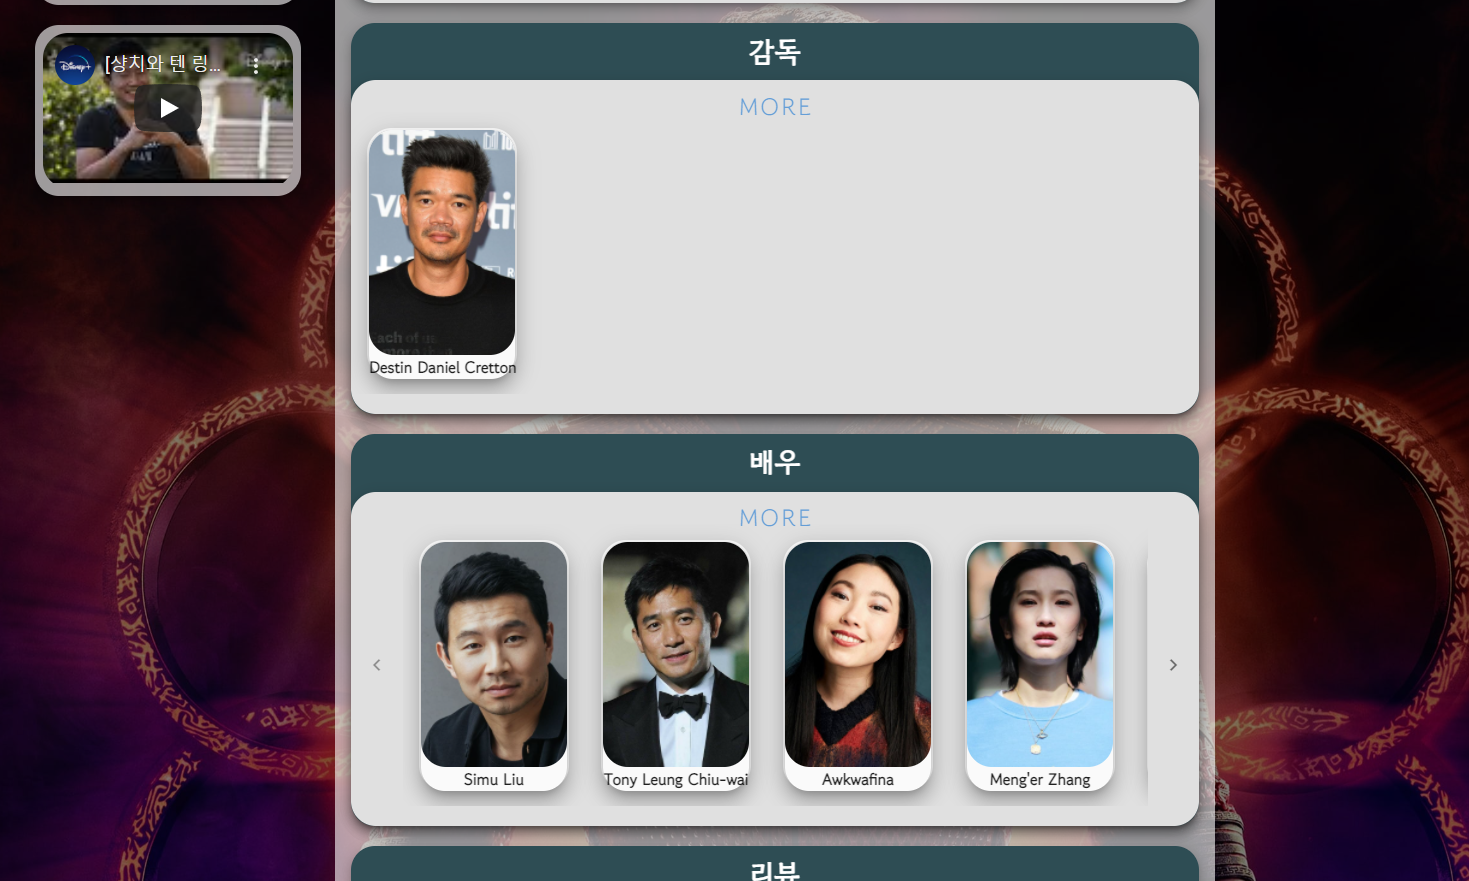 Disney+
[샹치와 텐 링...
감독
MORE
Destin Daniel Cretton
배우
MORE
Simu Liu
Tony Leung Chiu-wai
Awkwafina
Meng'er Zhang
리뷰